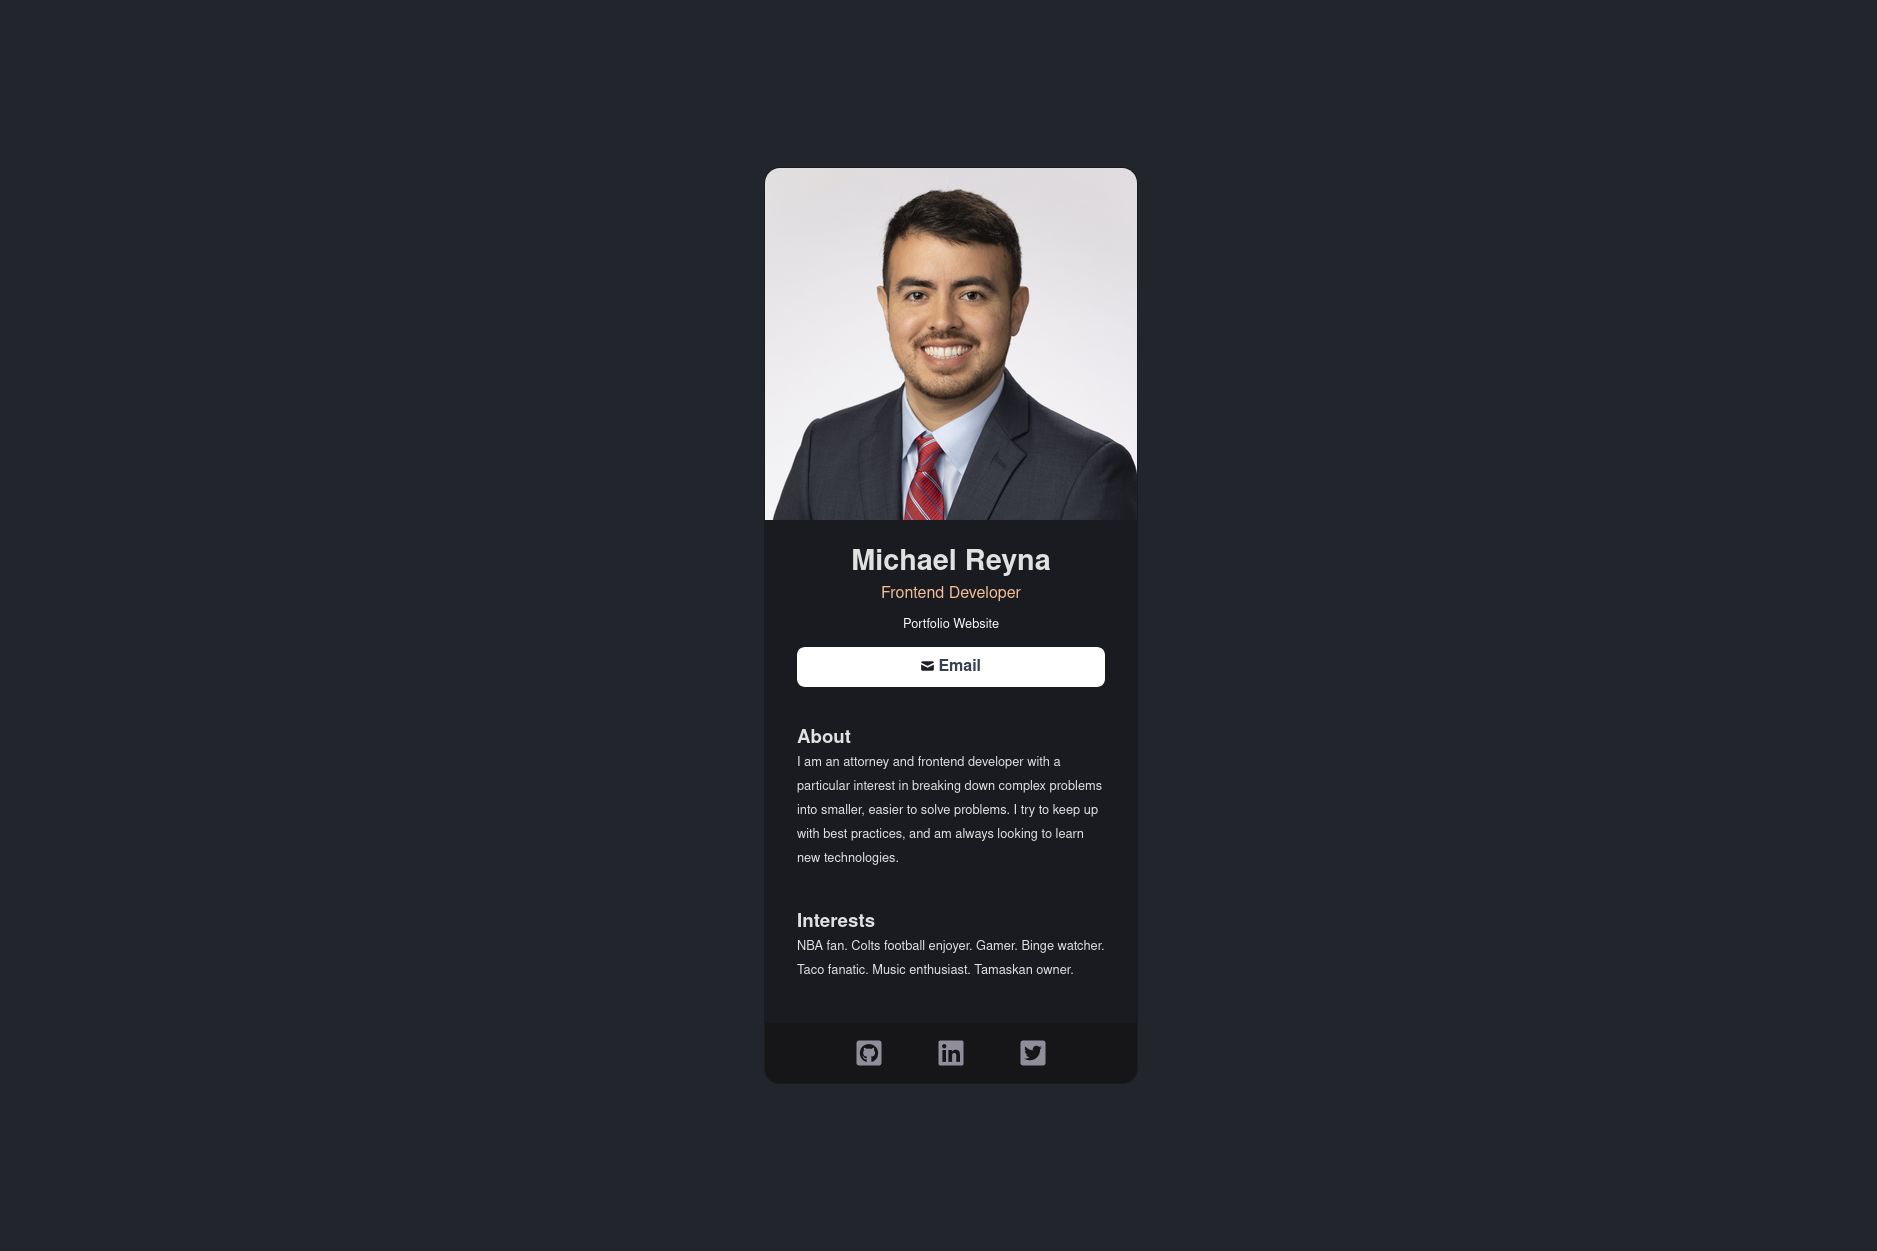 Michael Reyna
Frontend Developer
Portfolio Website
Email
About
I am an attorney and frontend developer with a
particular interest in breaking down complex problems
into smaller, easier to solve problems. I try to keep up
with best practices, and am always looking to learn
new technologies.
Interests
NBA fan. Colts football enjoyer. Gamer. Binge watcher.
Taco fanatic. Music enthusiast. Tamaskan owner.
in